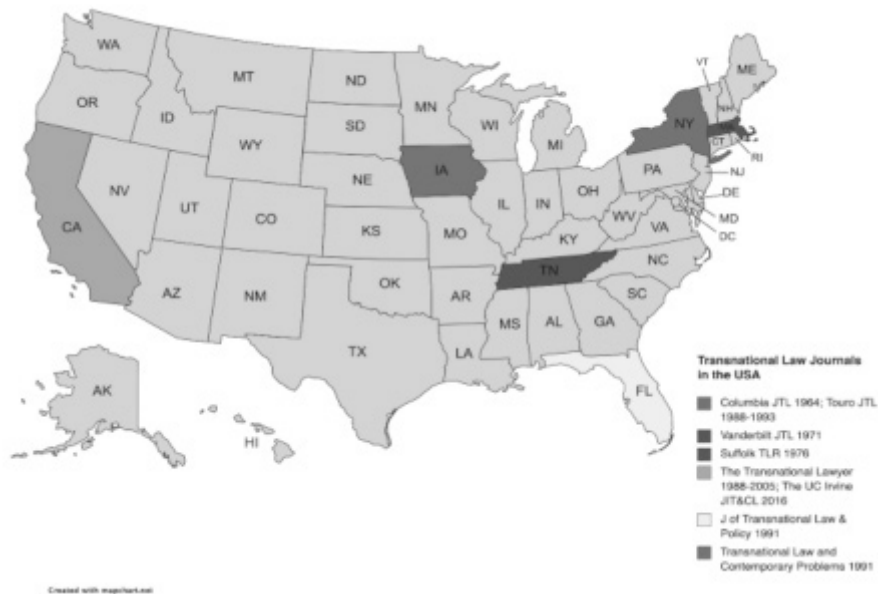 WA
MT
ND
MN
VT
ME
OR
ID
SD
WI
MI
NY
NH
WY
IA
CT
RI
NE
PA
NJ
NV
IL
IN
OH
DE
UT
CO
WV
MD
CA
KS
MO
KY
VA
DC
TN
NC
AZ
NM
OK
AR
SC
MS
AL
GA
TX
LA
FL
AK
HI
Transnational Law Journals
in the USA
Columbia JTL 1964; Touro JTL
1988-1993
Vanderbilt JTL 1971
Suffolk TLR 1976
The Transnational Lawyer
1988-2005; The UC Irvine
JIT&CL 2016
J of Transnational Law &
Policy 1991
Transnational Law and
Contemporary Problems 1991
Created with mapchart.net